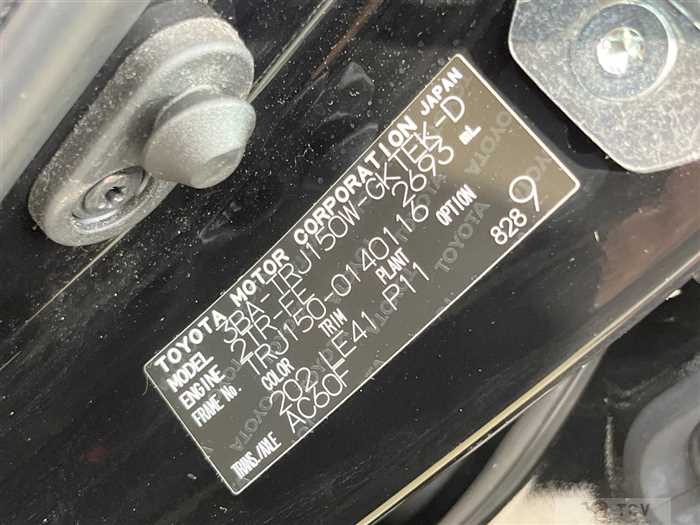 TOYOTA MOTOR CORPORATION JAPAN
MODEL 3BA-TRJ150W-GKTEK-D
ENGINE 2TR-FE 2693 mL
FRAME No. TRJ150-0140116
COLOR TRIM PLANT OPTION
202 LE41 P11 828 9
TRANS./AXLE AC60F
TCV